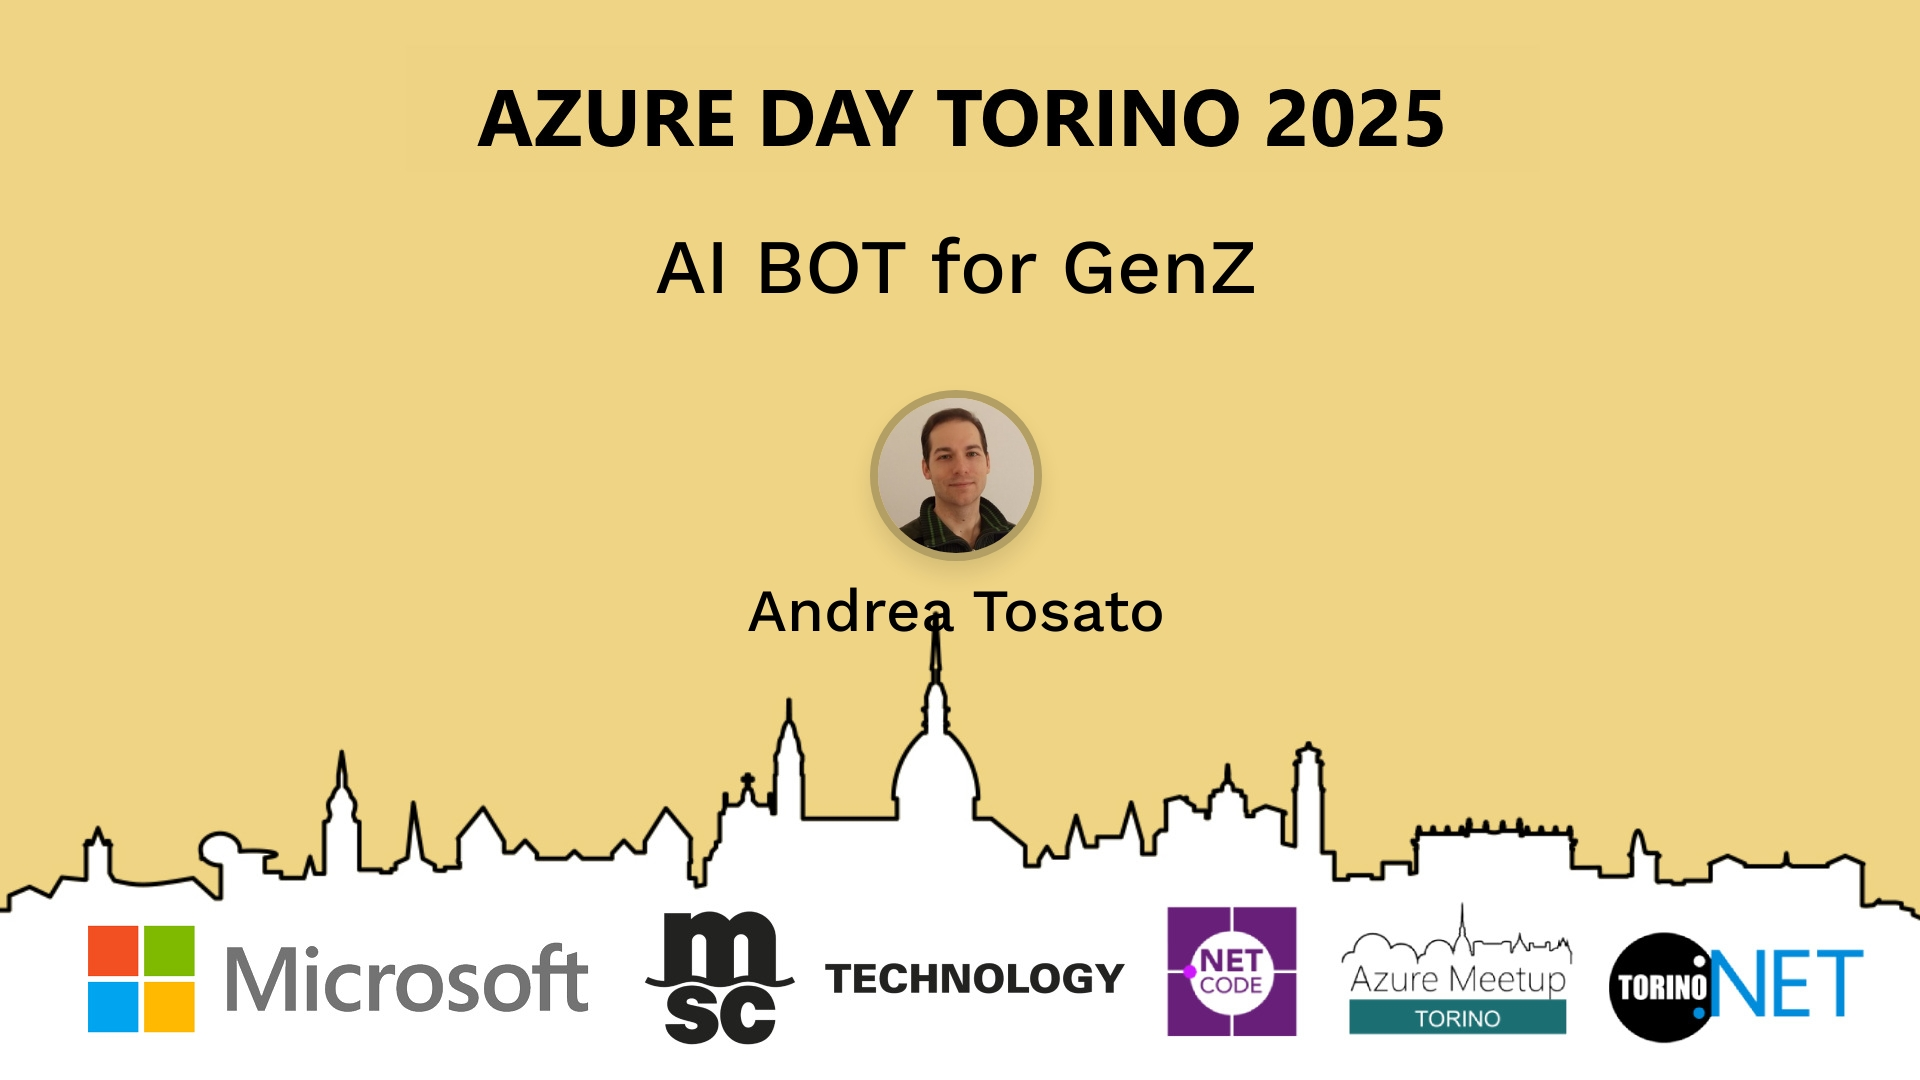 AZURE DAY TORINO 2025
AI BOT for GenZ
Andrea Tosato
Microsoft
msc TECHNOLOGY
NET CODE
Azure Meetup
TORINO
TORINO NET